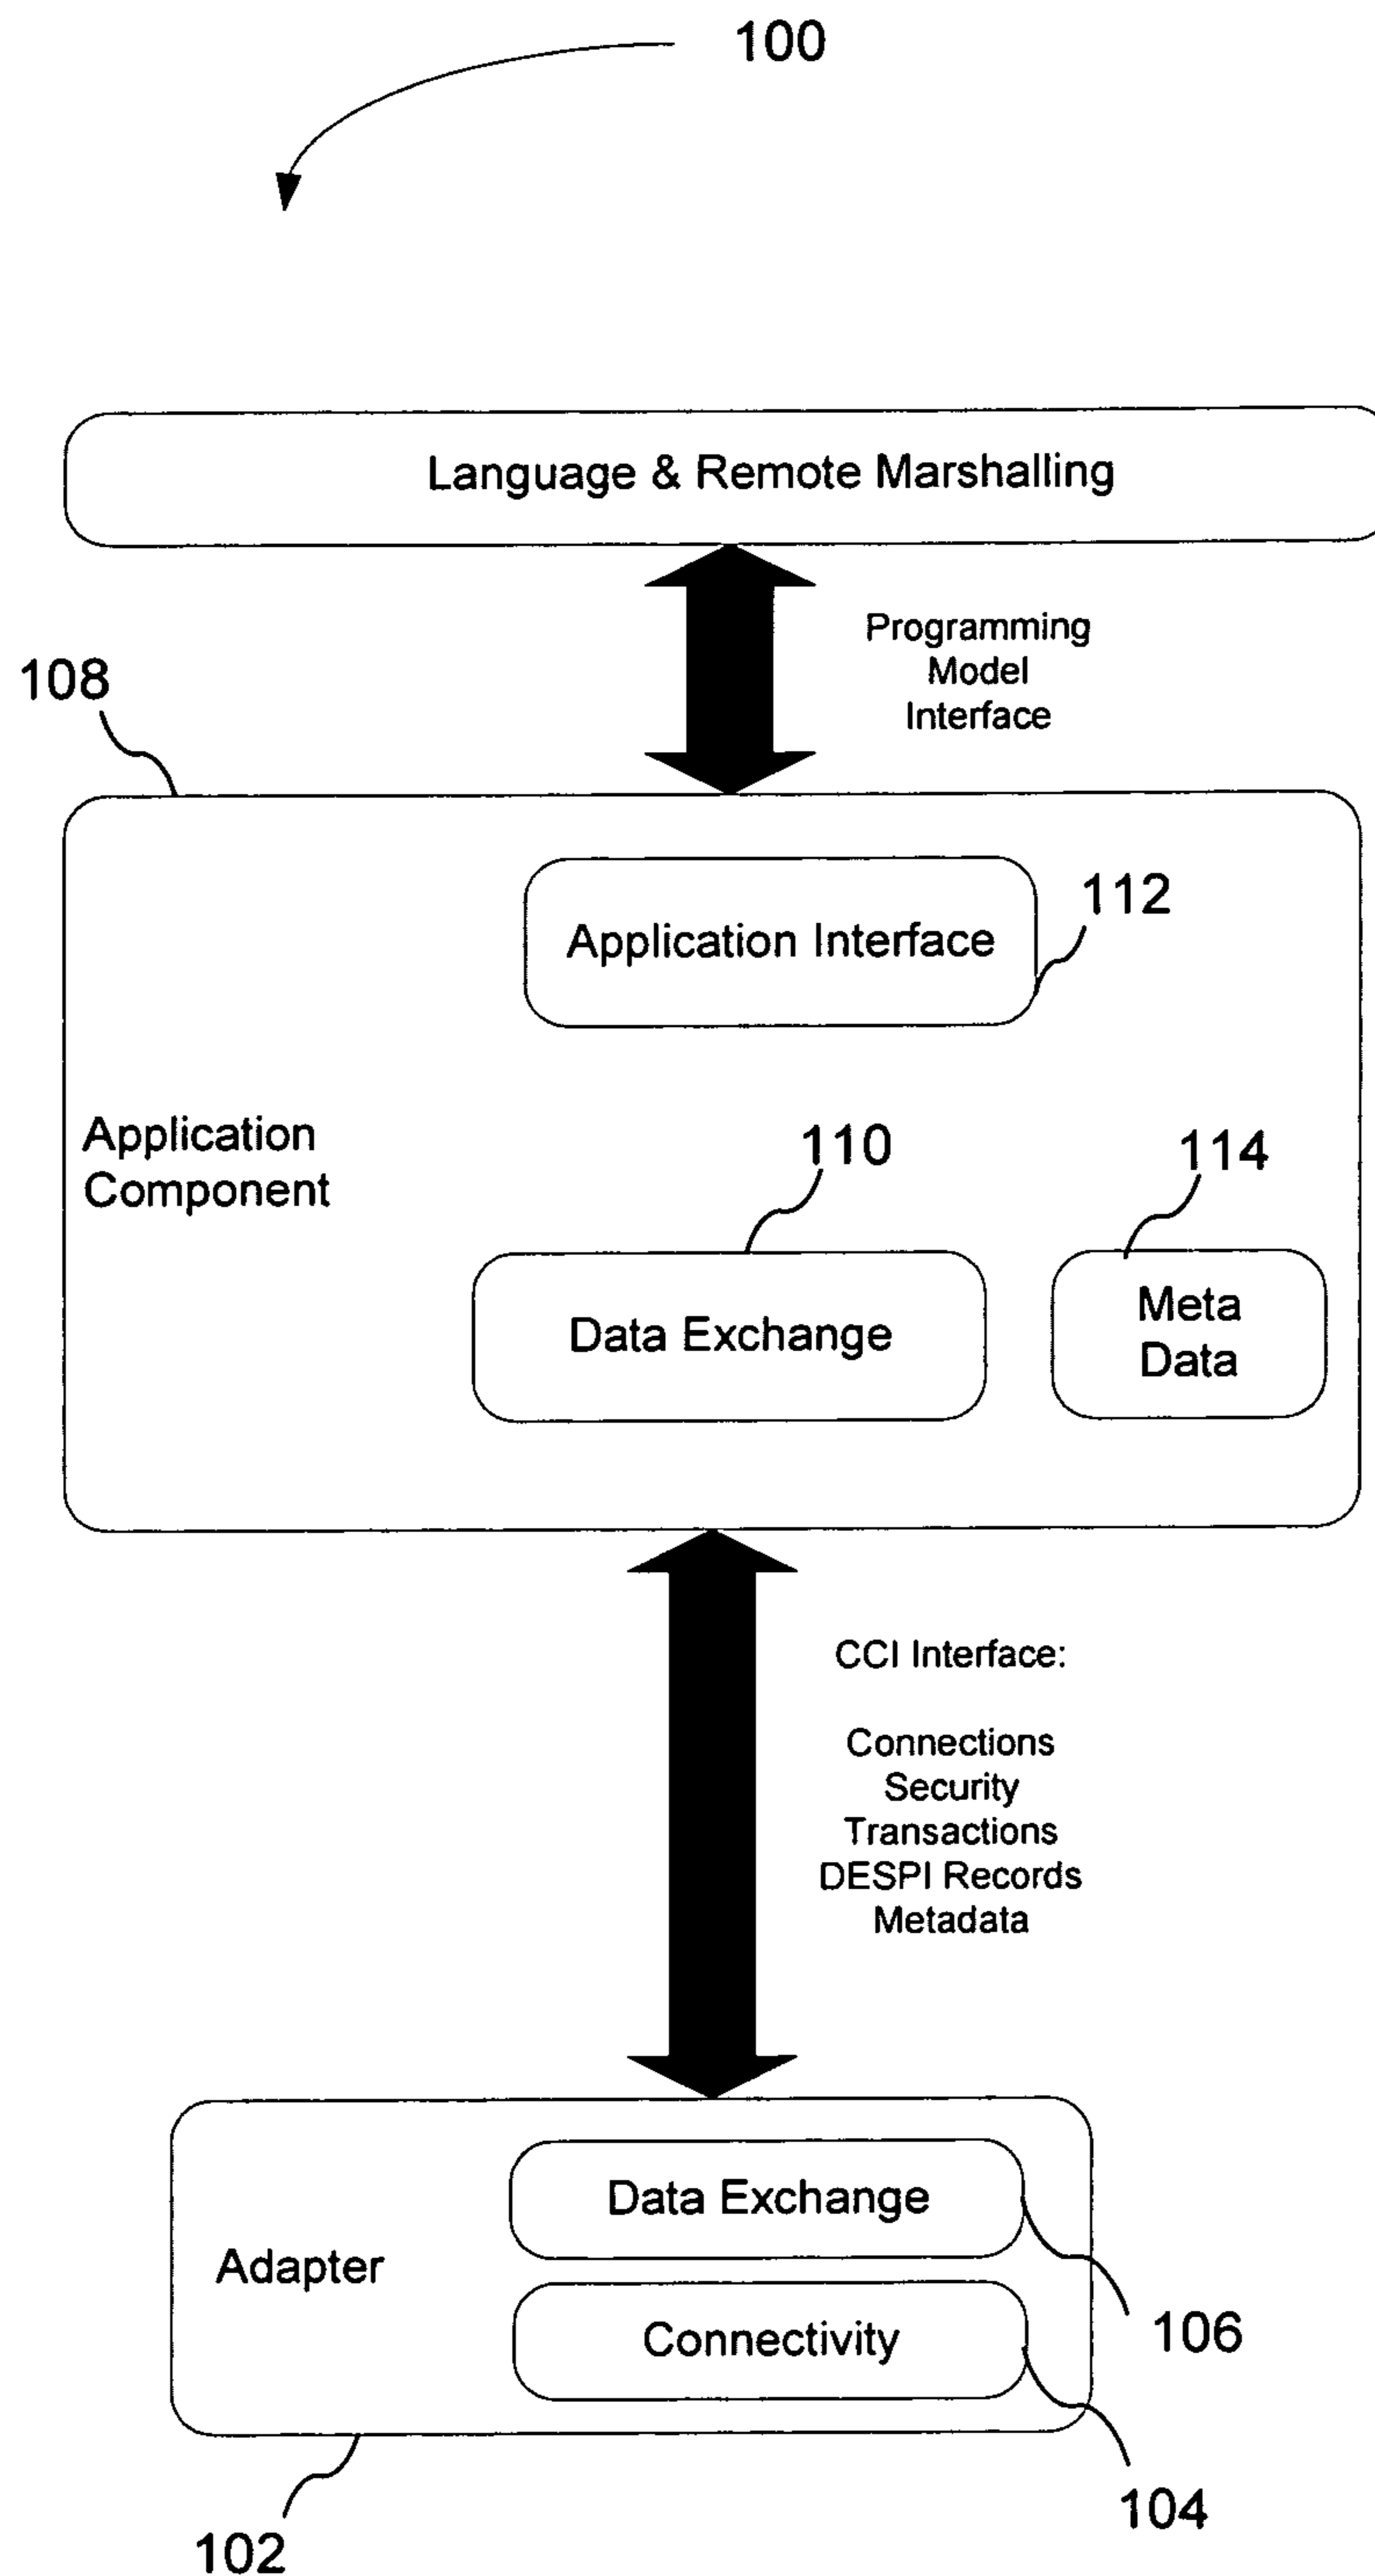 100
Language & Remote Marshalling
Programming
Model
Interface
108
Application Interface
112
Application
Component
110
114
Data Exchange
Meta
Data
CCI Interface:
Connections
Security
Transactions
DESPI Records
Metadata
Adapter
Data Exchange
Connectivity
106
104
102